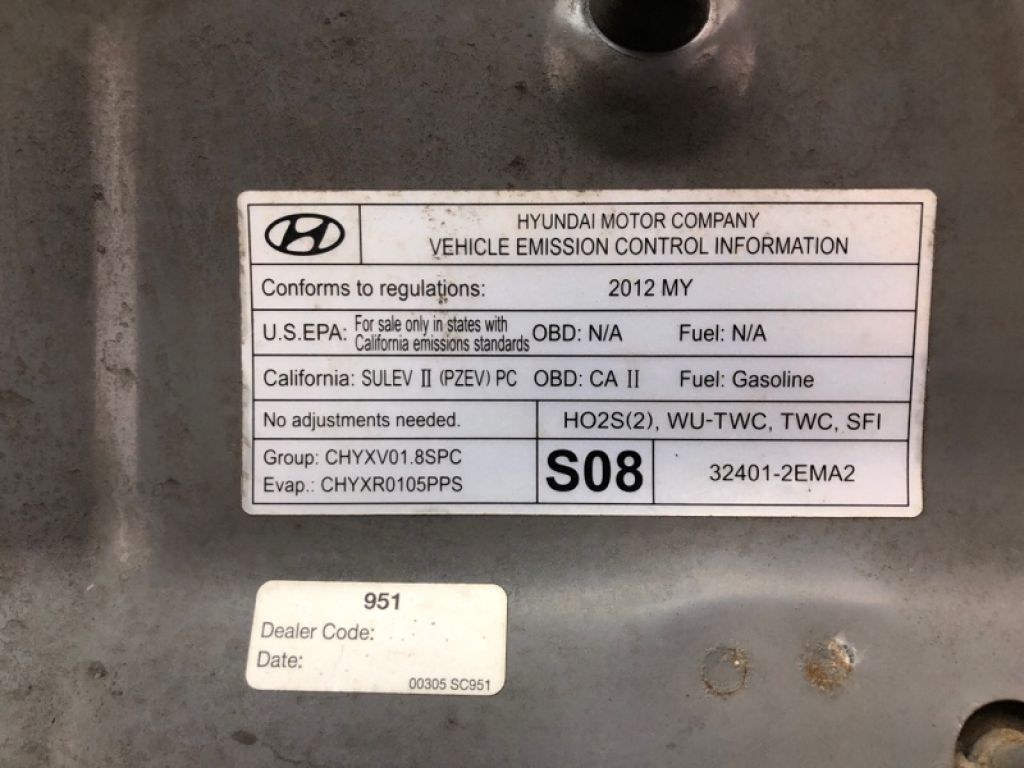 HYUNDAI MOTOR COMPANY
VEHICLE EMISSION CONTROL INFORMATION
Conforms to regulations: 2012 MY
U.S.EPA: For sale only in states with California emissions standards OBD: N/A Fuel: N/A
California: SULEV II (PZEV) PC OBD: CA II Fuel: Gasoline
No adjustments needed. HO2S(2), WU-TWC, TWC, SFI
Group: CHYXV01.8SPC
Evap.: CHYXR0105PPS
S08
32401-2EMA2
951
Dealer Code:
Date:
00305 SC951